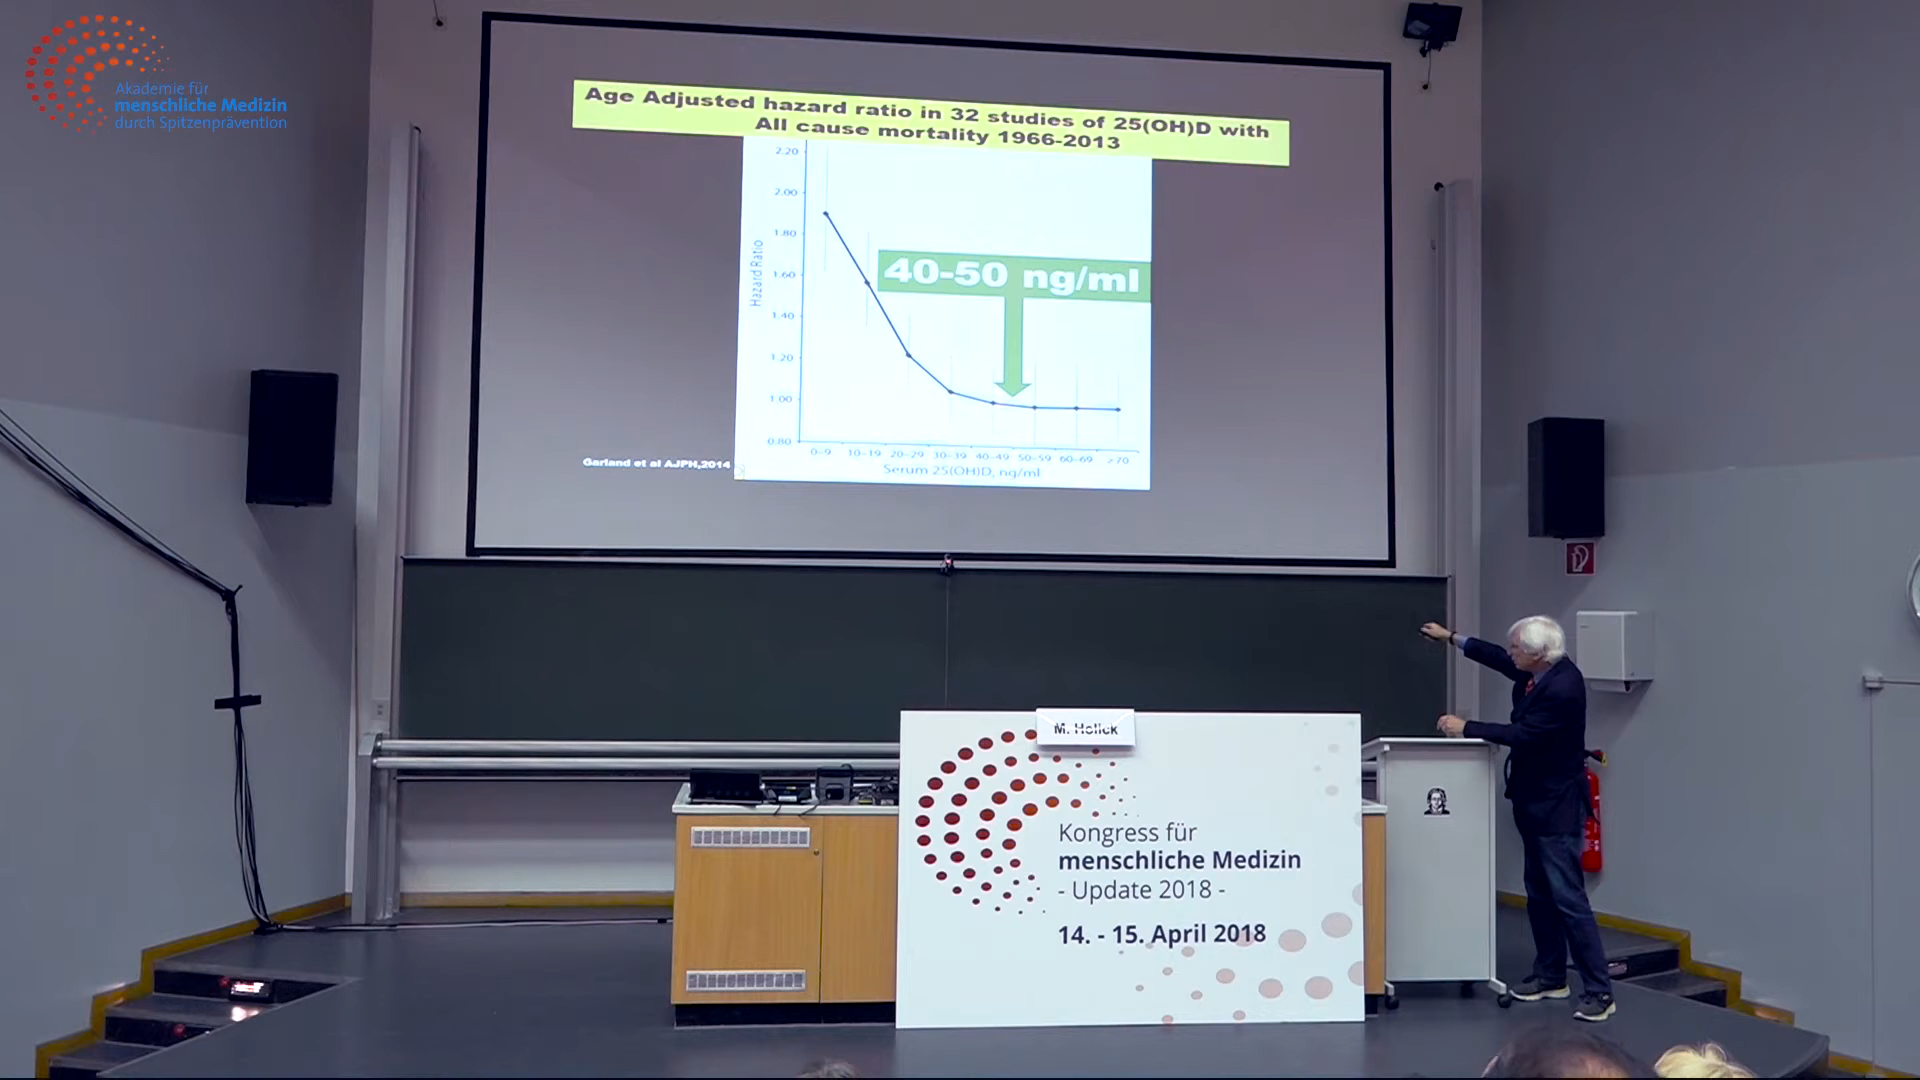 Akademie für
menschliche Medizin
durch Spitzenprävention
Age Adjusted hazard ratio in 32 studies of 25(OH)D with
All cause mortality 1966-2013
2.20
2.00
1.80
1.60
1.40
1.20
1.00
0.80
Hazard Ratio
40-50 ng/ml
0-9 10-19 20-29 30-39 40-49 50-59 60-69 >70
Serum 25(OH)D, ng/ml
Garland et al AJPH,2014
M. Holick
Kongress für
menschliche Medizin
- Update 2018 -
14. - 15. April 2018